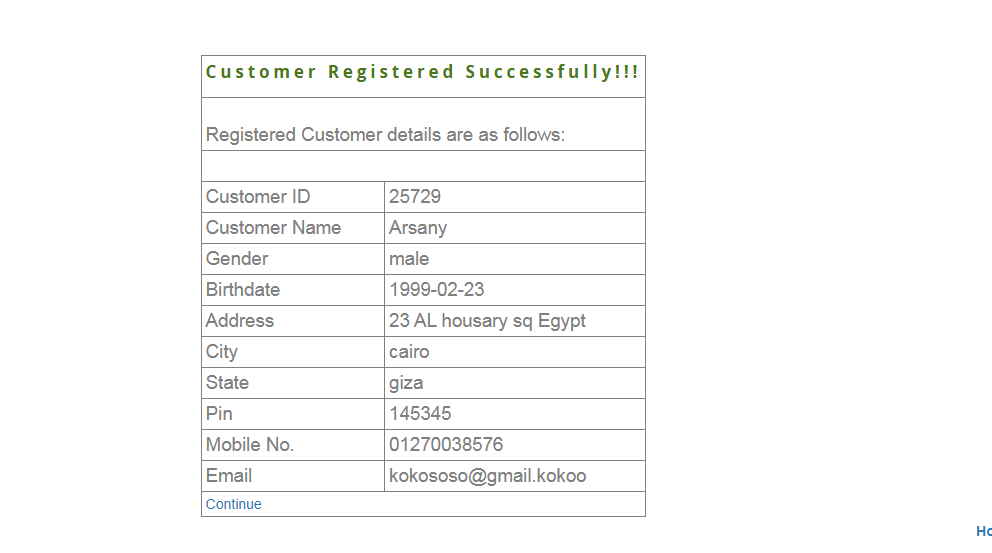 Customer Registered Successfully!!!
Registered Customer details are as follows:
Customer ID 25729
Customer Name Arsany
Gender male
Birthdate 1999-02-23
Address 23 AL housary sq Egypt
City cairo
State giza
Pin 145345
Mobile No. 01270038576
Email kokososo@gmail.kokoo
Continue